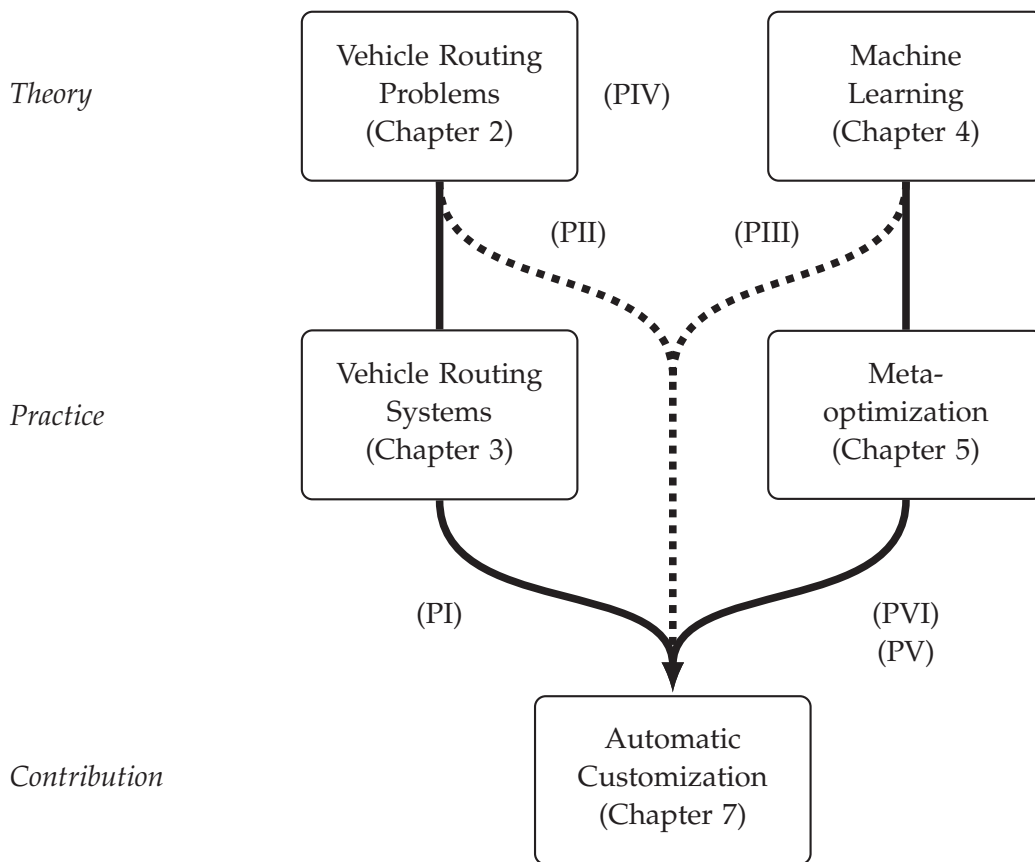 Theory
Vehicle Routing
Problems
(Chapter 2)
(PIV)
Machine
Learning
(Chapter 4)
(PII)
(PIII)
Practice
Vehicle Routing
Systems
(Chapter 3)
Meta-
optimization
(Chapter 5)
(PI)
(PVI)
(PV)
Contribution
Automatic
Customization
(Chapter 7)